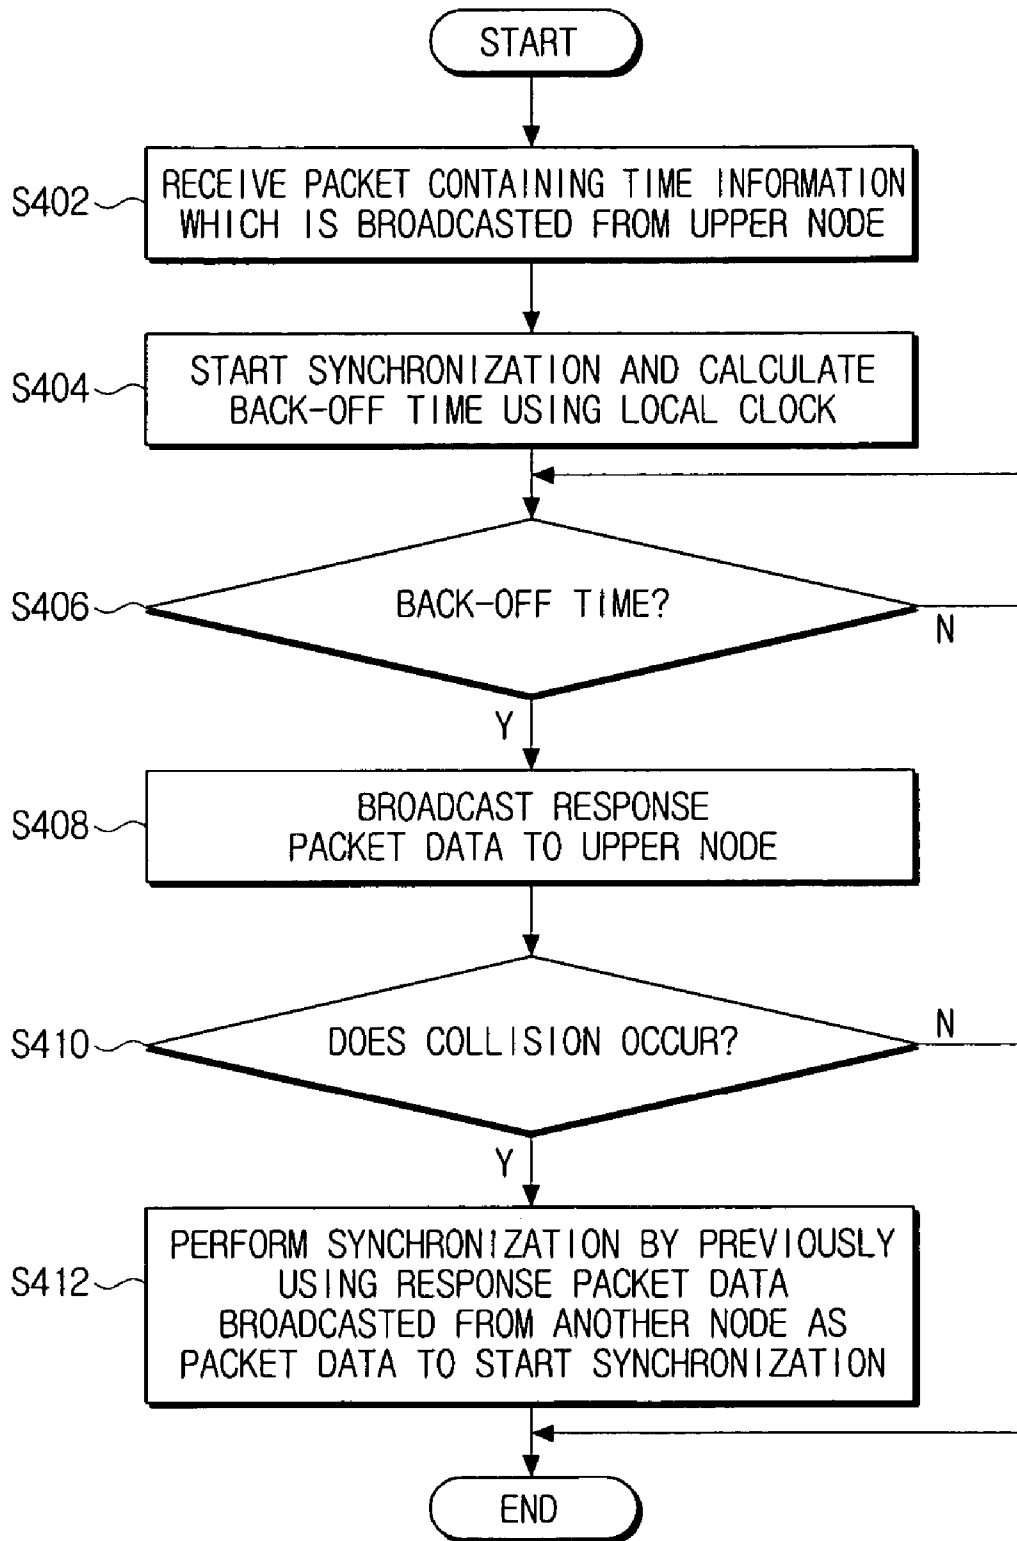 START
S402
RECEIVE PACKET CONTAINING TIME INFORMATION
WHICH IS BROADCASTED FROM UPPER NODE
S404
START SYNCHRONIZATION AND CALCULATE
BACK-OFF TIME USING LOCAL CLOCK
S406
BACK-OFF TIME?
N
Y
S408
BROADCAST RESPONSE
PACKET DATA TO UPPER NODE
S410
DOES COLLISION OCCUR?
N
Y
S412
PERFORM SYNCHRONIZATION BY PREVIOUSLY
USING RESPONSE PACKET DATA
BROADCASTED FROM ANOTHER NODE AS
PACKET DATA TO START SYNCHRONIZATION
END